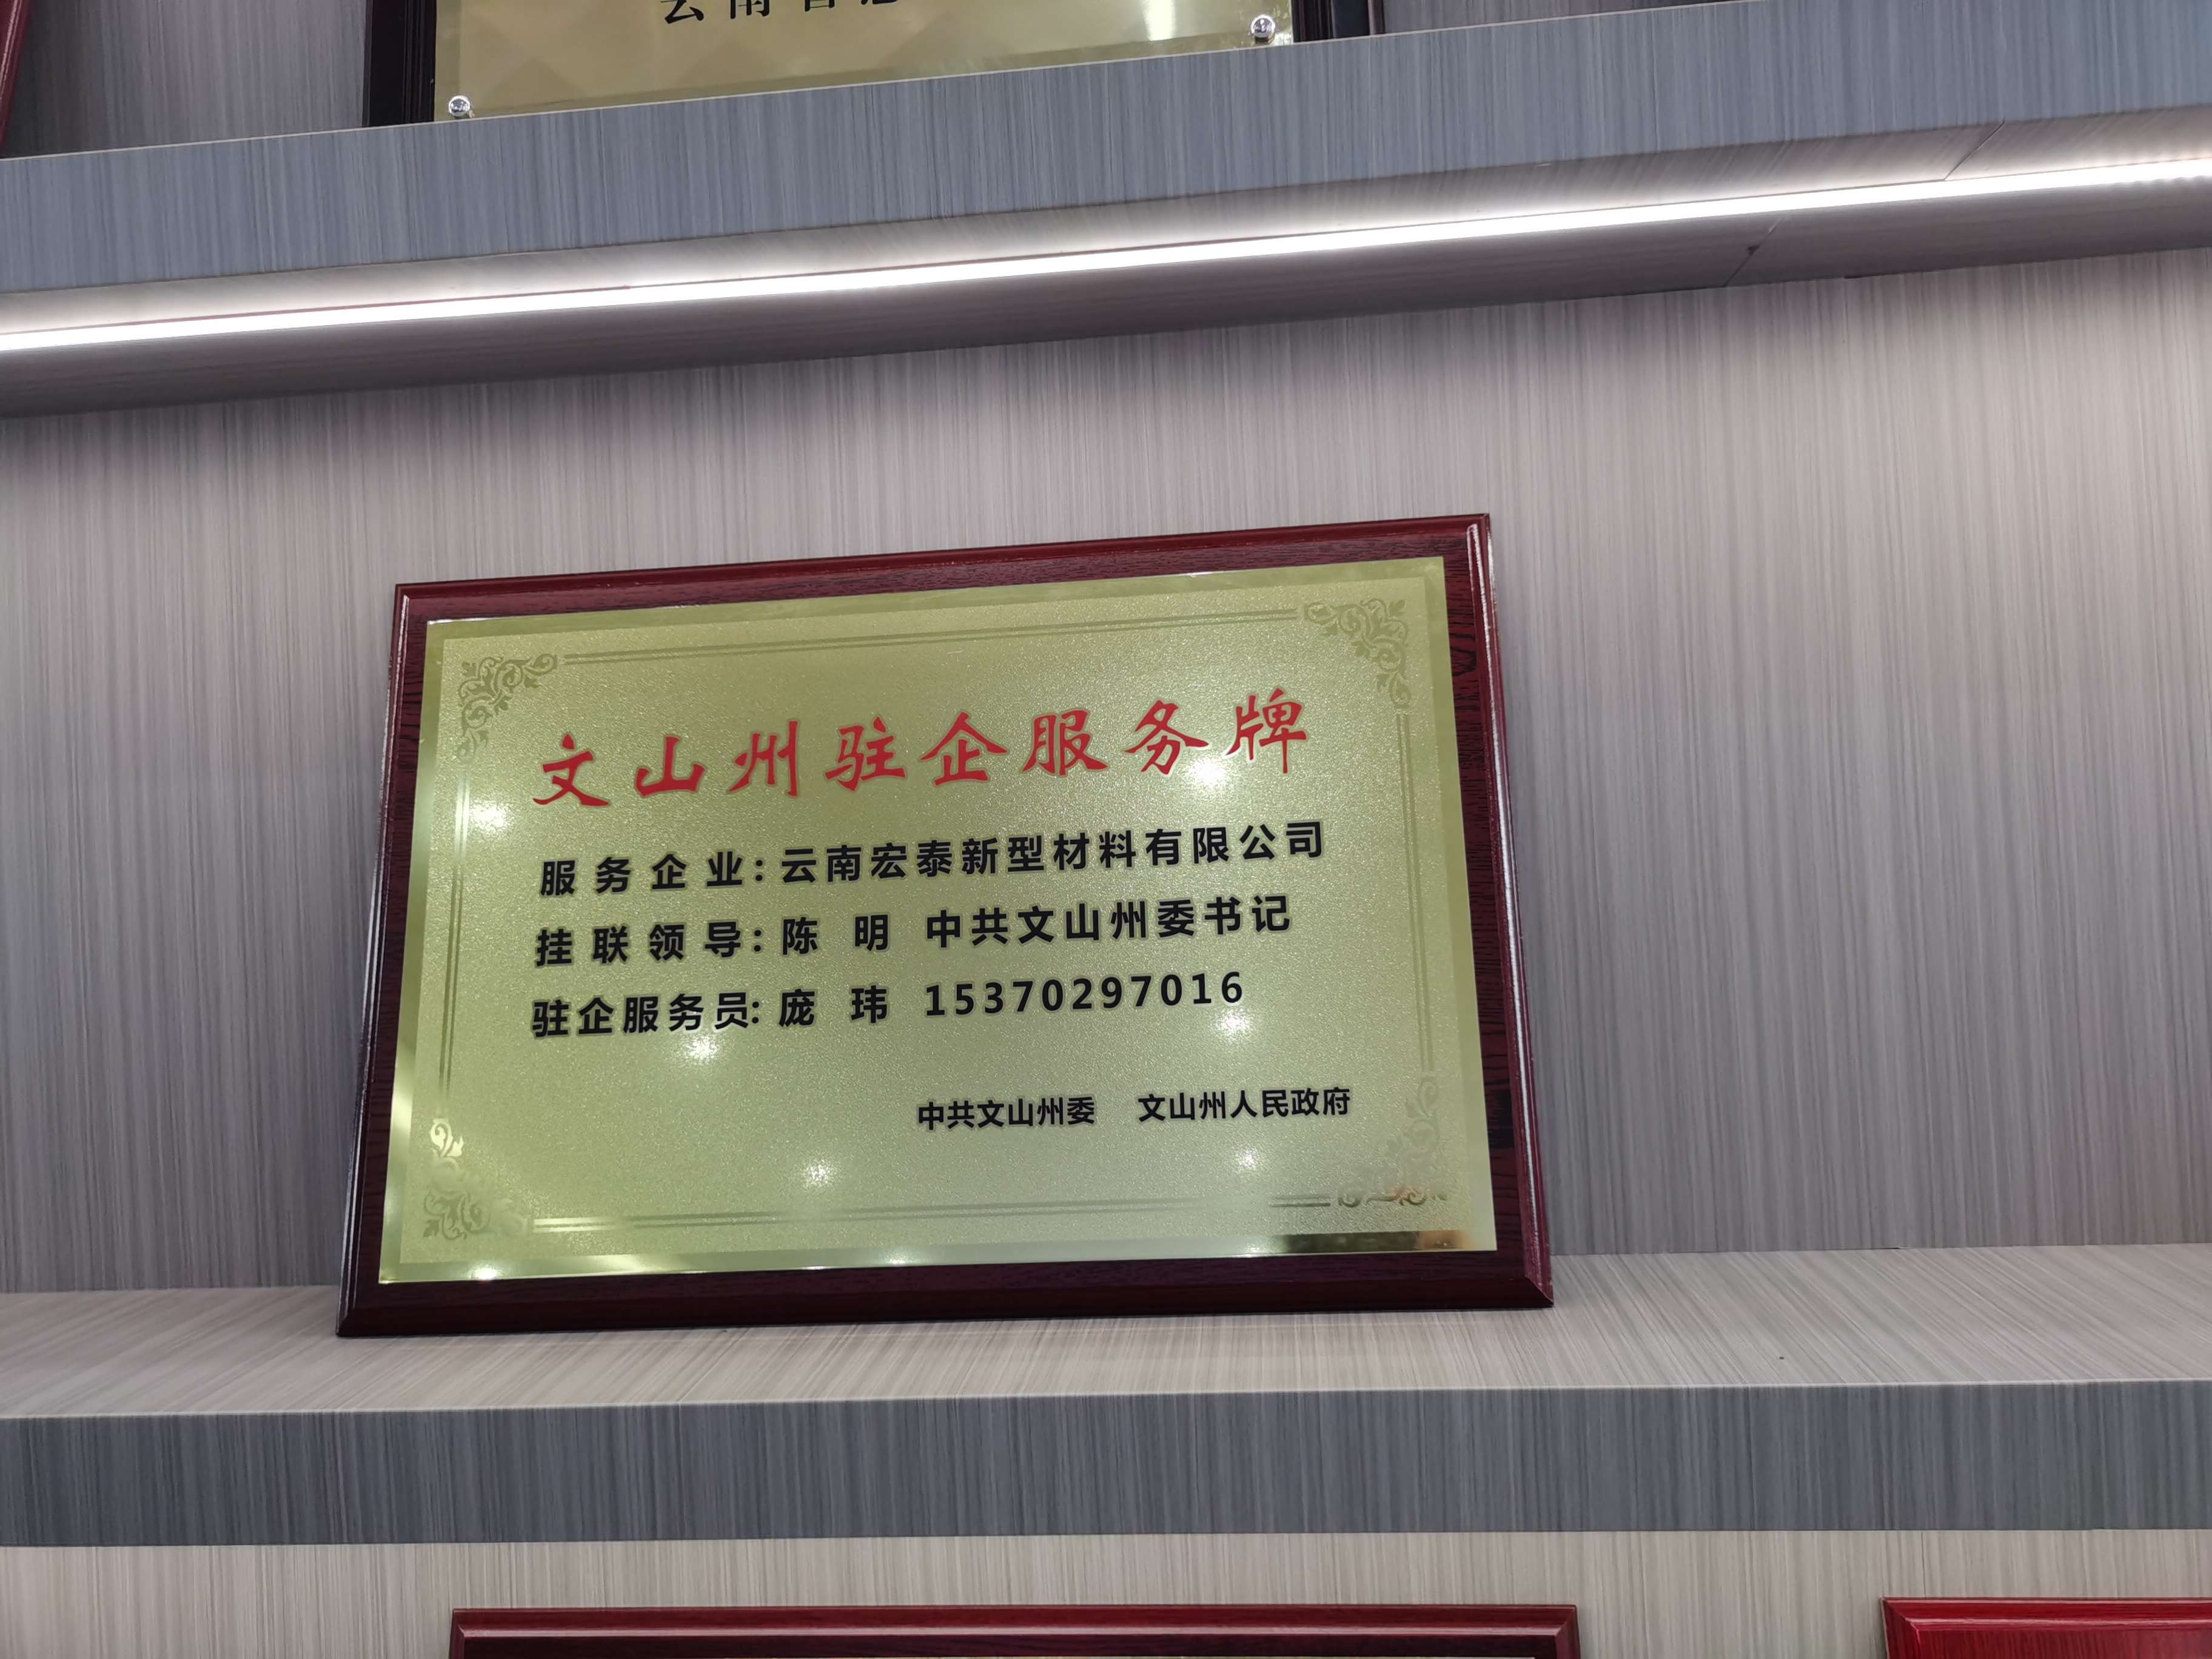 云南省
文山州驻企服务牌
服务企业：云南宏泰新型材料有限公司
挂联领导：陈 明 中共文山州委书记
驻企服务员：庞 玮 15370297016
中共文山州委 文山州人民政府